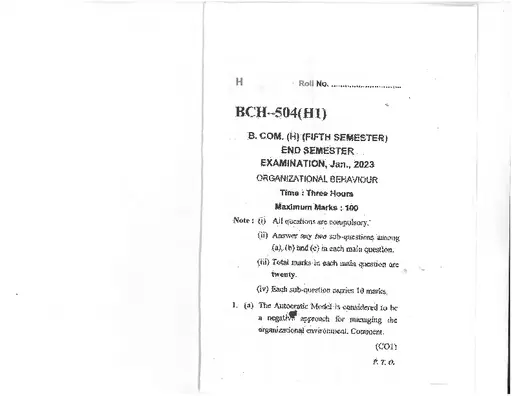 H Roll No. ..............................
BCH–504(H1)
B. COM. (H) (FIFTH SEMESTER)
END SEMESTER
EXAMINATION, Jan., 2023
ORGANIZATIONAL BEHAVIOUR
Time : Three Hours
Maximum Marks : 100
Note : (i) All questions are compulsory.
(ii) Answer any two sub-questions among
(a), (b) and (c) in each main question.
(iii) Total marks in each main question are
twenty.
(iv) Each sub-question carries 10 marks.
1. (a) The Autocratic Model is considered to be
a negative approach for managing the
organizational environment. Comment.
(CO1)
P. T. O.